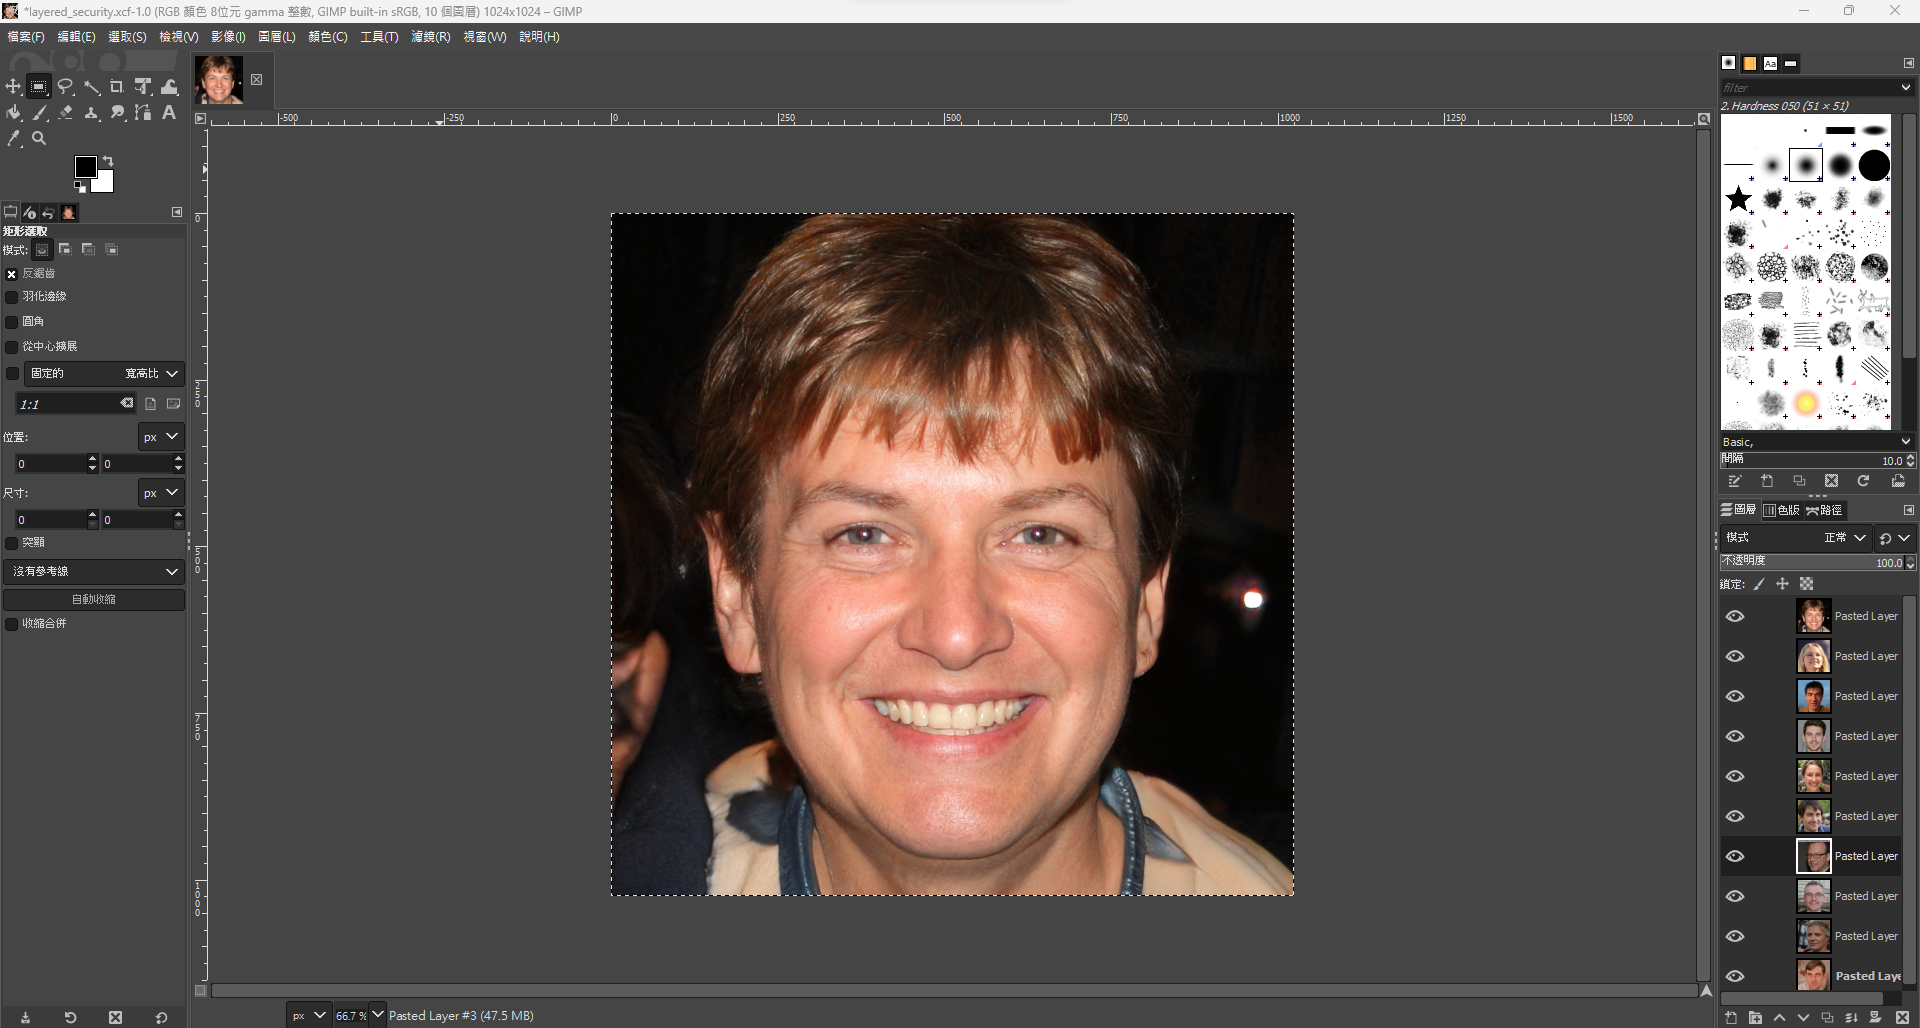 *layered_security.xcf-1.0 (RGB 顏色 8位元 gamma 整數, GIMP built-in sRGB, 10 個圖層) 1024x1024 – GIMP
檔案(F) 編輯(E) 選取(S) 檢視(V) 影像(I) 圖層(L) 顏色(C) 工具(T) 濾鏡(R) 視窗(W) 說明(H)
矩形選取
模式:
反鋸齒
羽化邊緣
圓角
從中心擴展
固定的 寬高比
1:1
位置: px
0 0
尺寸: px
0 0
突顯
沒有參考線
自動收縮
收縮合併
-500 -250 0 250 500 750 1000 1250 1500
0
250
500
750
1000
px 66.7 % Pasted Layer #3 (47.5 MB)
Aa
filter
2. Hardness 050 (51 × 51)
Basic,
間隔 10.0
圖層 色版 路徑
模式 正常
不透明度 100.0
鎖定:
Pasted Layer
Pasted Layer
Pasted Layer
Pasted Layer
Pasted Layer
Pasted Layer
Pasted Layer
Pasted Layer
Pasted Layer
Pasted Laye